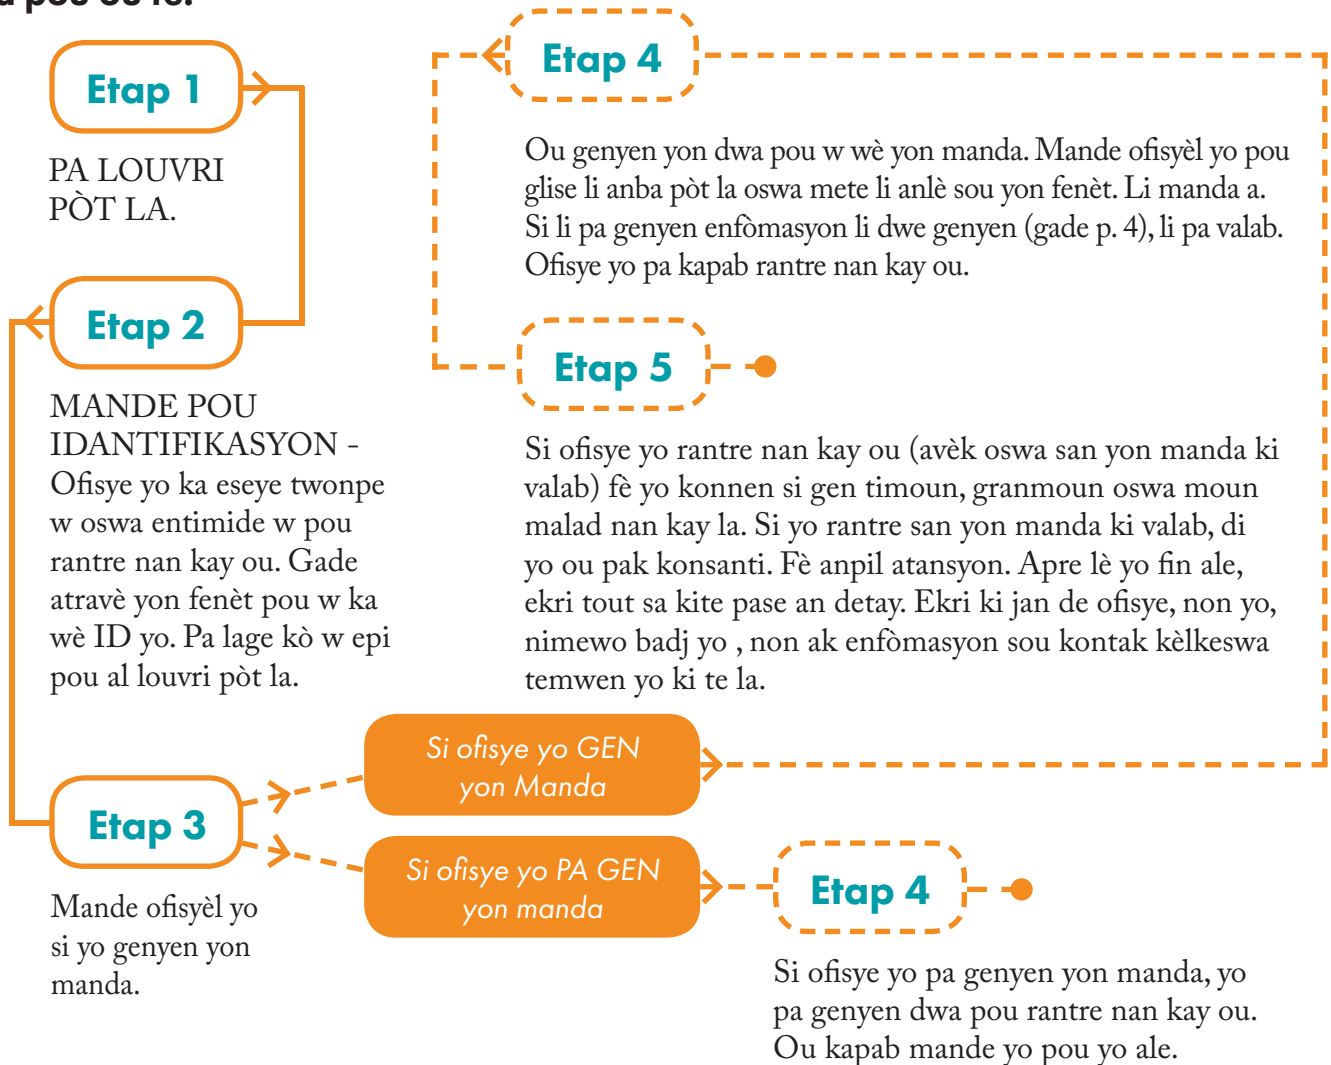 pou ou fè.
Etap 1
PA LOUVRI
PÒT LA.
Etap 2
MANDE POU
IDANTIFIKASYON -
Ofisye yo ka eseye twonpe
w oswa entimide w pou
rantre nan kay ou. Gade
atravè yon fenèt pou w ka
wè ID yo. Pa lage kò w epi
pou al louvri pòt la.
Etap 3
Mande ofisyèl yo
si yo genyen yon
manda.
Si ofisye yo GEN
yon Manda
Etap 4
Ou genyen yon dwa pou w wè yon manda. Mande ofisyèl yo pou
glise li anba pòt la oswa mete li anlè sou yon fenèt. Li manda a.
Si li pa genyen enfòmasyon li dwe genyen (gade p. 4), li pa valab.
Ofisye yo pa kapab rantre nan kay ou.
Etap 5
Si ofisye yo rantre nan kay ou (avèk oswa san yon manda ki
valab) fè yo konnen si gen timoun, granmoun oswa moun
malad nan kay la. Si yo rantre san yon manda ki valab, di
yo ou pak konsanti. Fè anpil atansyon. Apre lè yo fin ale,
ekri tout sa kite pase an detay. Ekri ki jan de ofisye, non yo,
nimewo badj yo , non ak enfòmasyon sou kontak kèlkeswa
temwen yo ki te la.
Si ofisye yo PA GEN
yon manda
Etap 4
Si ofisye yo pa genyen yon manda, yo
pa genyen dwa pou rantre nan kay ou.
Ou kapab mande yo pou yo ale.